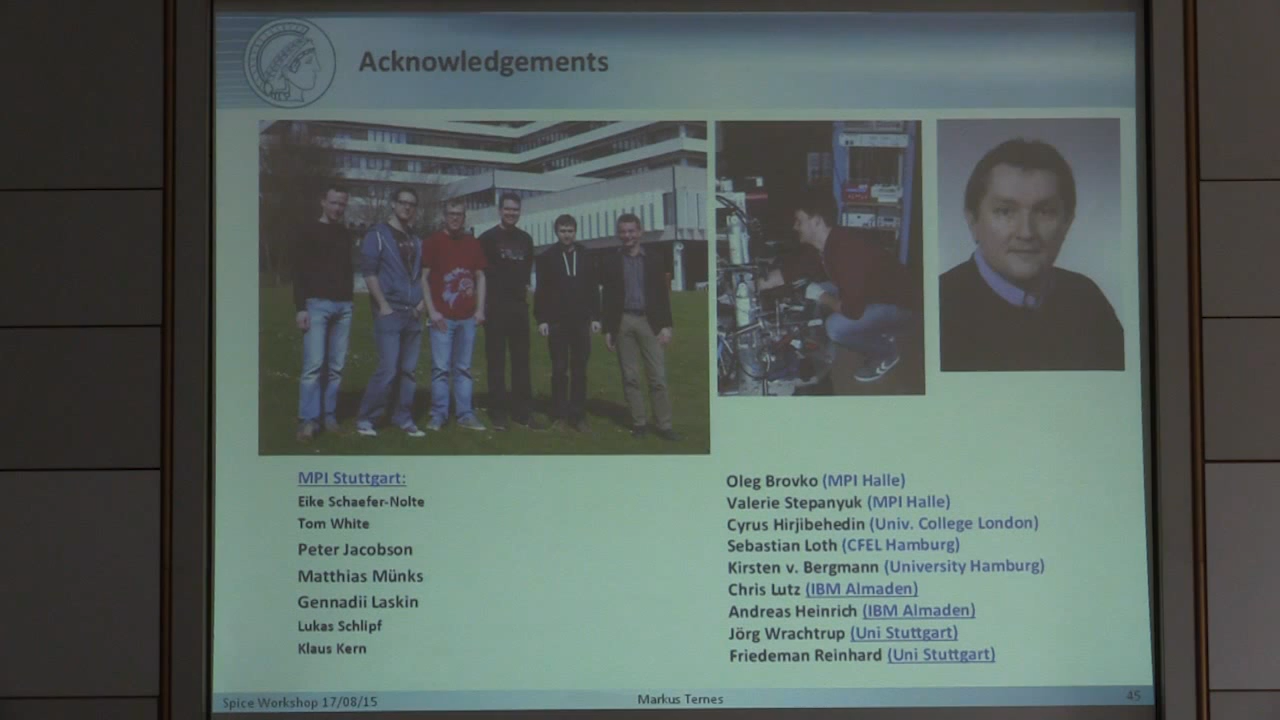 Acknowledgements
MPI Stuttgart:
Eike Schaefer-Nolte
Tom White
Peter Jacobson
Matthias Münks
Gennadii Laskin
Lukas Schlipf
Klaus Kern
Oleg Brovko (MPI Halle)
Valerie Stepanyuk (MPI Halle)
Cyrus Hirjibehedin (Univ. College London)
Sebastian Loth (CFEL Hamburg)
Kirsten v. Bergmann (University Hamburg)
Chris Lutz (IBM Almaden)
Andreas Heinrich (IBM Almaden)
Jörg Wrachtrup (Uni Stuttgart)
Friedeman Reinhard (Uni Stuttgart)
Spice Workshop 17/08/15
Markus Ternes
45